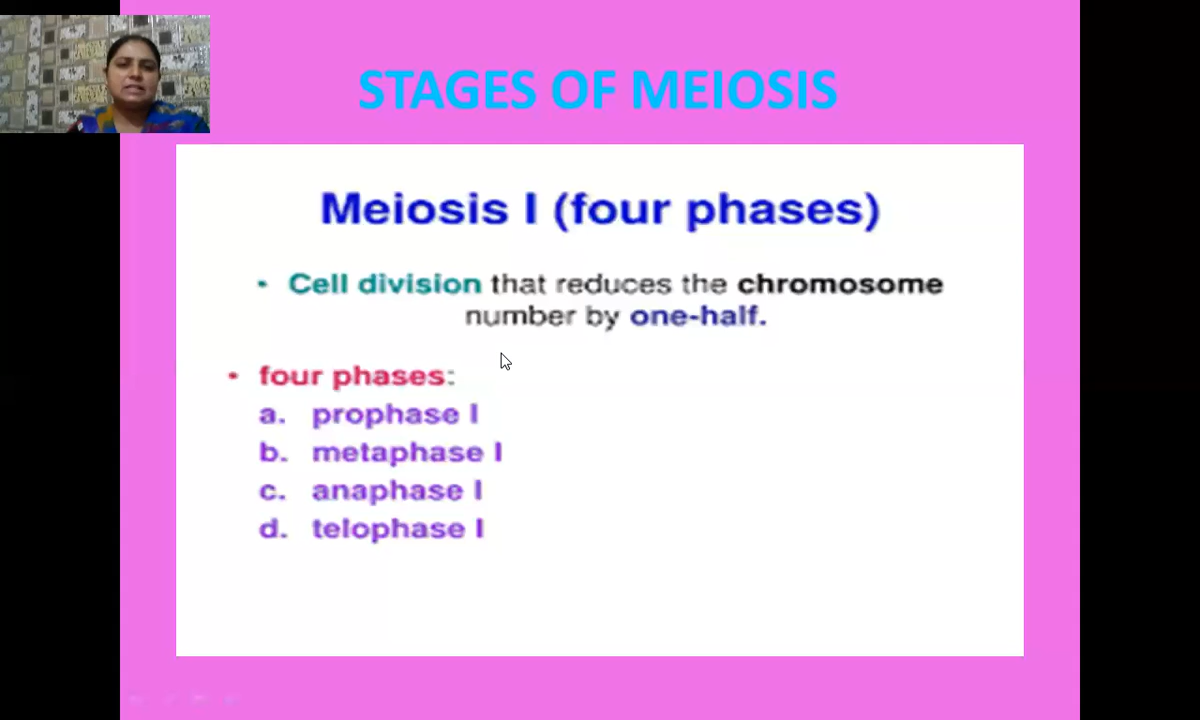 STAGES OF MEIOSIS
Meiosis I (four phases)
• Cell division that reduces the chromosome
number by one-half.
• four phases:
a. prophase I
b. metaphase I
c. anaphase I
d. telophase I